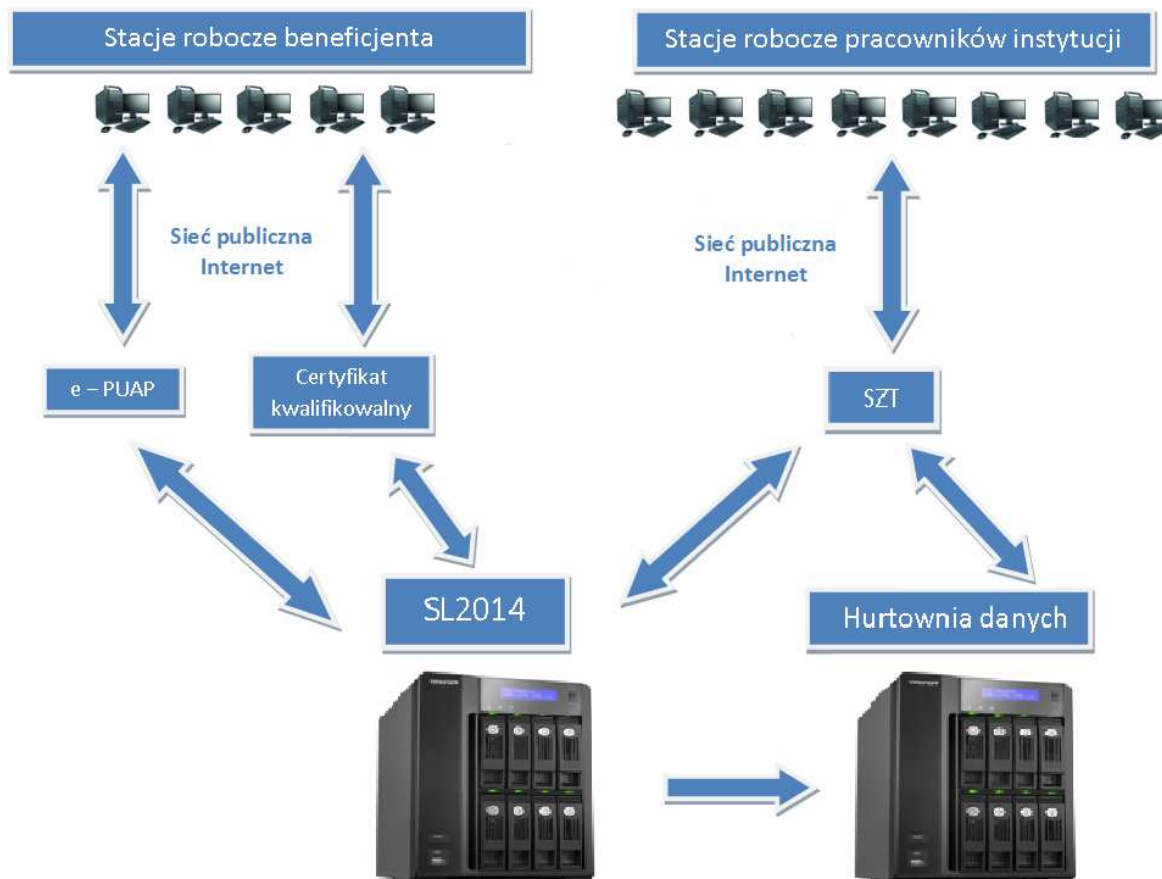 Stacje robocze beneficjenta
Stacje robocze pracowników instytucji
Sieć publiczna
Internet
Sieć publiczna
Internet
e – PUAP
Certyfikat
kwalifikowalny
SZT
SL2014
Hurtownia danych